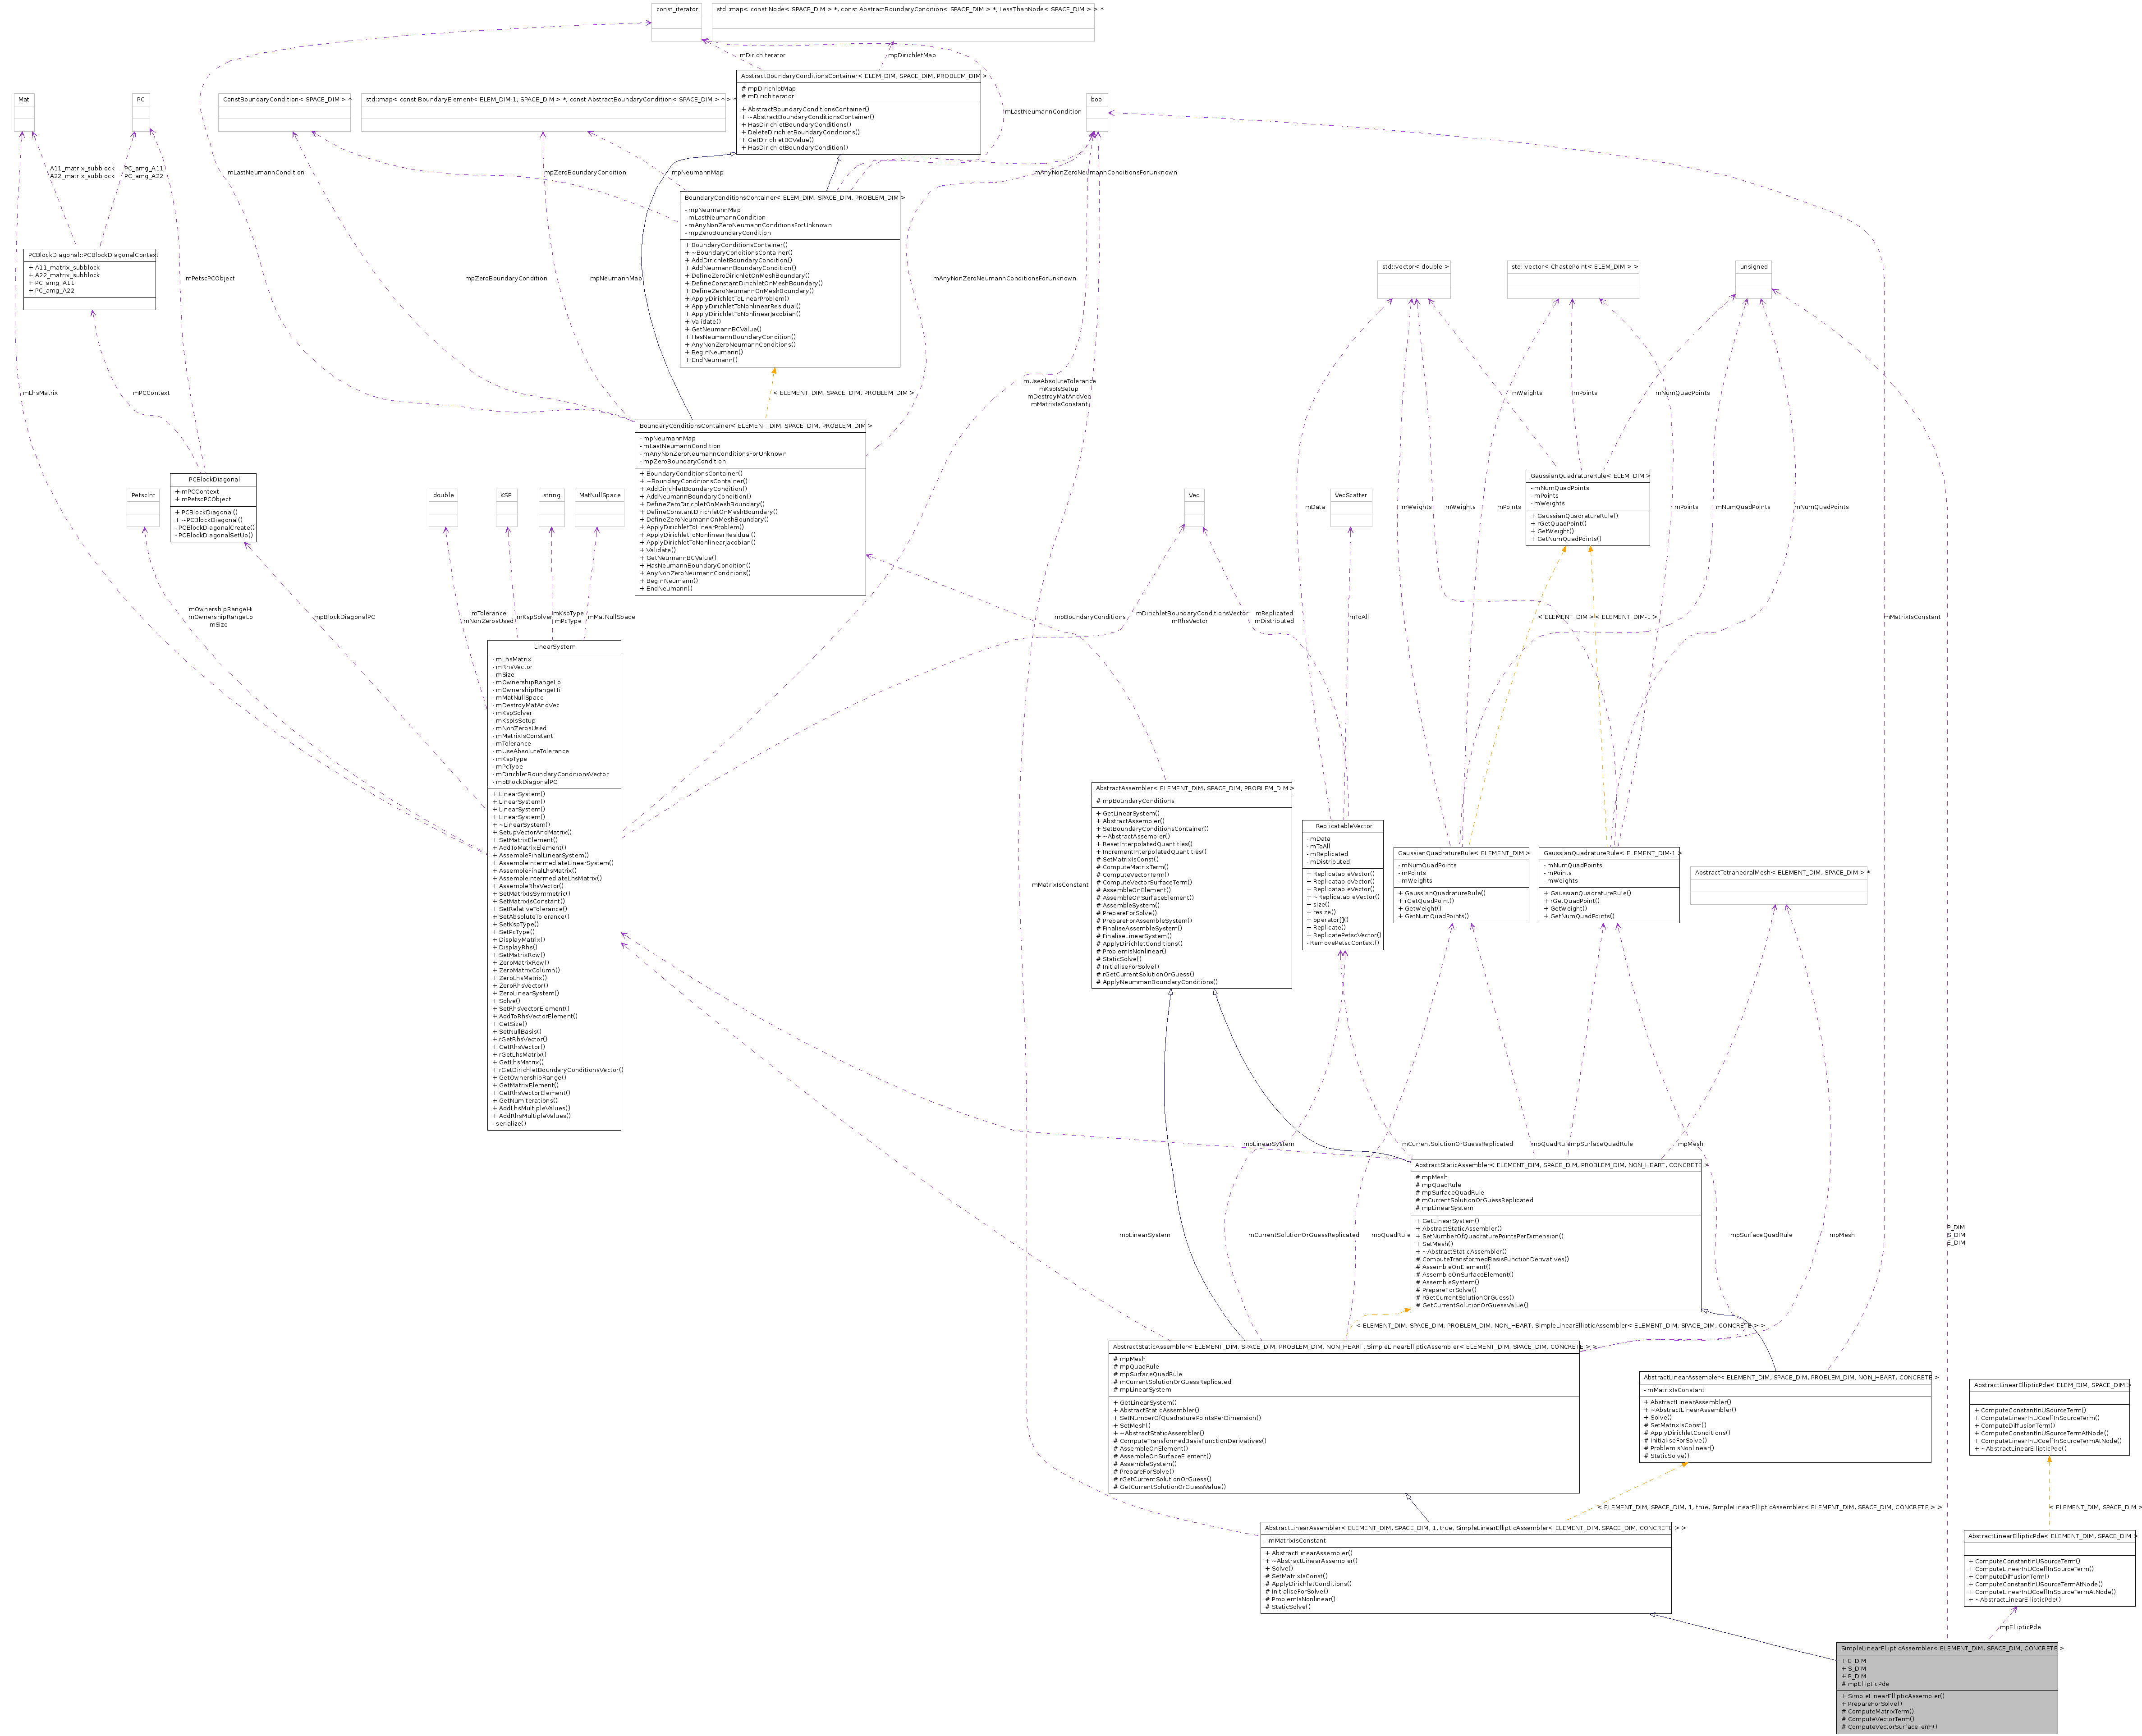 const_iterator
std::map< const Node< SPACE_DIM > *, const AbstractBoundaryCondition< SPACE_DIM > *, LessThanNode< SPACE_DIM > > *
mDirichIterator
mpDirichletMap
AbstractBoundaryConditionsContainer< ELEM_DIM, SPACE_DIM, PROBLEM_DIM >
# mpDirichletMap
# mDirichIterator
+ AbstractBoundaryConditionsContainer()
+ ~AbstractBoundaryConditionsContainer()
+ HasDirichletBoundaryConditions()
+ DeleteDirichletBoundaryConditions()
+ GetDirichletBCValue()
+ HasDirichletBoundaryCondition()
Mat
PC
ConstBoundaryCondition< SPACE_DIM > *
std::map< const BoundaryElement< ELEM_DIM-1, SPACE_DIM > *, const AbstractBoundaryCondition< SPACE_DIM > * > *
bool
mLastNeumannCondition
A11_matrix_subblock
A22_matrix_subblock
PC_amg_A11
PC_amg_A22
mLastNeumannCondition
mpZeroBoundaryCondition
mpNeumannMap
mAnyNonZeroNeumannConditionsForUnknown
BoundaryConditionsContainer< ELEM_DIM, SPACE_DIM, PROBLEM_DIM >
- mpNeumannMap
- mLastNeumannCondition
- mAnyNonZeroNeumannConditionsForUnknown
- mpZeroBoundaryCondition
+ BoundaryConditionsContainer()
+ ~BoundaryConditionsContainer()
+ AddDirichletBoundaryCondition()
+ AddNeumannBoundaryCondition()
+ DefineZeroDirichletOnMeshBoundary()
+ DefineConstantDirichletOnMeshBoundary()
+ DefineZeroNeumannOnMeshBoundary()
+ ApplyDirichletToLinearProblem()
+ ApplyDirichletToNonlinearResidual()
+ ApplyDirichletToNonlinearJacobian()
+ Validate()
+ GetNeumannBCValue()
+ HasNeumannBoundaryCondition()
+ AnyNonZeroNeumannConditions()
+ BeginNeumann()
+ EndNeumann()
PCBlockDiagonal::PCBlockDiagonalContext
+ A11_matrix_subblock
+ A22_matrix_subblock
+ PC_amg_A11
+ PC_amg_A22
mPetscPCObject
mpZeroBoundaryCondition
mpNeumannMap
mAnyNonZeroNeumannConditionsForUnknown
std::vector< double >
std::vector< ChastePoint< ELEM_DIM > >
unsigned
mLhsMatrix
mPCContext
< ELEMENT_DIM, SPACE_DIM, PROBLEM_DIM >
mUseAbsoluteTolerance
mKspIsSetup
mDestroyMatAndVec
mMatrixIsConstant
mWeights
mPoints
mNumQuadPoints
BoundaryConditionsContainer< ELEMENT_DIM, SPACE_DIM, PROBLEM_DIM >
- mpNeumannMap
- mLastNeumannCondition
- mAnyNonZeroNeumannConditionsForUnknown
- mpZeroBoundaryCondition
+ BoundaryConditionsContainer()
+ ~BoundaryConditionsContainer()
+ AddDirichletBoundaryCondition()
+ AddNeumannBoundaryCondition()
+ DefineZeroDirichletOnMeshBoundary()
+ DefineConstantDirichletOnMeshBoundary()
+ DefineZeroNeumannOnMeshBoundary()
+ ApplyDirichletToLinearProblem()
+ ApplyDirichletToNonlinearResidual()
+ ApplyDirichletToNonlinearJacobian()
+ Validate()
+ GetNeumannBCValue()
+ HasNeumannBoundaryCondition()
+ AnyNonZeroNeumannConditions()
+ BeginNeumann()
+ EndNeumann()
PCBlockDiagonal
+ mPCContext
+ mPetscPCObject
+ PCBlockDiagonal()
+ ~PCBlockDiagonal()
- PCBlockDiagonalCreate()
- PCBlockDiagonalSetUp()
GaussianQuadratureRule< ELEM_DIM >
- mNumQuadPoints
- mPoints
- mWeights
+ GaussianQuadratureRule()
+ rGetQuadPoint()
+ GetWeight()
+ GetNumQuadPoints()
PetscInt
double
KSP
string
MatNullSpace
Vec
VecScatter
mData
mWeights
mWeights
mPoints
mPoints
mNumQuadPoints
mNumQuadPoints
mOwnershipRangeHi
mOwnershipRangeLo
mSize
mpBlockDiagonalPC
mTolerance
mNonZerosUsed
mKspSolver
mKspType
mPcType
mMatNullSpace
mpBoundaryConditions
mDirichletBoundaryConditionsVector
mRhsVector
mReplicated
mDistributed
mToAll
< ELEMENT_DIM >
< ELEMENT_DIM-1 >
mMatrixIsConstant
LinearSystem
- mLhsMatrix
- mRhsVector
- mSize
- mOwnershipRangeLo
- mOwnershipRangeHi
- mMatNullSpace
- mDestroyMatAndVec
- mKspSolver
- mKspIsSetup
- mNonZerosUsed
- mMatrixIsConstant
- mTolerance
- mUseAbsoluteTolerance
- mKspType
- mPcType
- mDirichletBoundaryConditionsVector
- mpBlockDiagonalPC
+ LinearSystem()
+ LinearSystem()
+ LinearSystem()
+ LinearSystem()
+ ~LinearSystem()
+ SetupVectorAndMatrix()
+ SetMatrixElement()
+ AddToMatrixElement()
+ AssembleFinalLinearSystem()
+ AssembleIntermediateLinearSystem()
+ AssembleFinalLhsMatrix()
+ AssembleIntermediateLhsMatrix()
+ AssembleRhsVector()
+ SetMatrixIsSymmetric()
+ SetMatrixIsConstant()
+ SetRelativeTolerance()
+ SetAbsoluteTolerance()
+ SetKspType()
+ SetPcType()
+ DisplayMatrix()
+ DisplayRhs()
+ SetMatrixRow()
+ ZeroMatrixRow()
+ ZeroMatrixColumn()
+ ZeroLhsMatrix()
+ ZeroRhsVector()
+ ZeroLinearSystem()
+ Solve()
+ SetRhsVectorElement()
+ AddToRhsVectorElement()
+ GetSize()
+ SetNullBasis()
+ rGetRhsVector()
+ GetRhsVector()
+ rGetLhsMatrix()
+ GetLhsMatrix()
+ rGetDirichletBoundaryConditionsVector()
+ GetOwnershipRange()
+ GetMatrixElement()
+ GetRhsVectorElement()
+ GetNumIterations()
+ AddLhsMultipleValues()
+ AddRhsMultipleValues()
- serialize()
AbstractAssembler< ELEMENT_DIM, SPACE_DIM, PROBLEM_DIM >
# mpBoundaryConditions
+ GetLinearSystem()
+ AbstractAssembler()
+ SetBoundaryConditionsContainer()
+ ~AbstractAssembler()
+ ResetInterpolatedQuantities()
+ IncrementInterpolatedQuantities()
# SetMatrixIsConst()
# ComputeMatrixTerm()
# ComputeVectorTerm()
# ComputeVectorSurfaceTerm()
# AssembleOnElement()
# AssembleOnSurfaceElement()
# AssembleSystem()
# PrepareForSolve()
# PrepareForAssembleSystem()
# FinaliseAssembleSystem()
# FinaliseLinearSystem()
# ApplyDirichletConditions()
# ProblemIsNonlinear()
# StaticSolve()
# InitialiseForSolve()
# rGetCurrentSolutionOrGuess()
# ApplyNeummanBoundaryConditions()
ReplicatableVector
- mData
- mToAll
- mReplicated
- mDistributed
+ ReplicatableVector()
+ ReplicatableVector()
+ ReplicatableVector()
+ ~ReplicatableVector()
+ size()
+ resize()
+ operator[]()
+ Replicate()
+ ReplicatePetscVector()
- RemovePetscContext()
GaussianQuadratureRule< ELEMENT_DIM >
- mNumQuadPoints
- mPoints
- mWeights
+ GaussianQuadratureRule()
+ rGetQuadPoint()
+ GetWeight()
+ GetNumQuadPoints()
GaussianQuadratureRule< ELEMENT_DIM-1 >
- mNumQuadPoints
- mPoints
- mWeights
+ GaussianQuadratureRule()
+ rGetQuadPoint()
+ GetWeight()
+ GetNumQuadPoints()
AbstractTetrahedralMesh< ELEMENT_DIM, SPACE_DIM > *
mMatrixIsConstant
mpLinearSystem
mCurrentSolutionOrGuessReplicated
mpQuadRule
mpSurfaceQuadRule
mpMesh
AbstractStaticAssembler< ELEMENT_DIM, SPACE_DIM, PROBLEM_DIM, NON_HEART, CONCRETE >
# mpMesh
# mpQuadRule
# mpSurfaceQuadRule
# mCurrentSolutionOrGuessReplicated
# mpLinearSystem
+ GetLinearSystem()
+ AbstractStaticAssembler()
+ SetNumberOfQuadraturePointsPerDimension()
+ SetMesh()
+ ~AbstractStaticAssembler()
# ComputeTransformedBasisFunctionDerivatives()
# AssembleOnElement()
# AssembleOnSurfaceElement()
# AssembleSystem()
# PrepareForSolve()
# rGetCurrentSolutionOrGuess()
# GetCurrentSolutionOrGuessValue()
mpLinearSystem
mCurrentSolutionOrGuessReplicated
mpQuadRule
mpSurfaceQuadRule
mpMesh
P_DIM
S_DIM
E_DIM
< ELEMENT_DIM, SPACE_DIM, PROBLEM_DIM, NON_HEART, SimpleLinearEllipticAssembler< ELEMENT_DIM, SPACE_DIM, CONCRETE > >
AbstractStaticAssembler< ELEMENT_DIM, SPACE_DIM, PROBLEM_DIM, NON_HEART, SimpleLinearEllipticAssembler< ELEMENT_DIM, SPACE_DIM, CONCRETE > >
# mpMesh
# mpQuadRule
# mpSurfaceQuadRule
# mCurrentSolutionOrGuessReplicated
# mpLinearSystem
+ GetLinearSystem()
+ AbstractStaticAssembler()
+ SetNumberOfQuadraturePointsPerDimension()
+ SetMesh()
+ ~AbstractStaticAssembler()
# ComputeTransformedBasisFunctionDerivatives()
# AssembleOnElement()
# AssembleOnSurfaceElement()
# AssembleSystem()
# PrepareForSolve()
# rGetCurrentSolutionOrGuess()
# GetCurrentSolutionOrGuessValue()
AbstractLinearAssembler< ELEMENT_DIM, SPACE_DIM, PROBLEM_DIM, NON_HEART, CONCRETE >
- mMatrixIsConstant
+ AbstractLinearAssembler()
+ ~AbstractLinearAssembler()
+ Solve()
# SetMatrixIsConst()
# ApplyDirichletConditions()
# InitialiseForSolve()
# ProblemIsNonlinear()
# StaticSolve()
AbstractLinearEllipticPde< ELEM_DIM, SPACE_DIM >
+ ComputeConstantInUSourceTerm()
+ ComputeLinearInUCoeffInSourceTerm()
+ ComputeDiffusionTerm()
+ ComputeConstantInUSourceTermAtNode()
+ ComputeLinearInUCoeffInSourceTermAtNode()
+ ~AbstractLinearEllipticPde()
< ELEMENT_DIM, SPACE_DIM, 1, true, SimpleLinearEllipticAssembler< ELEMENT_DIM, SPACE_DIM, CONCRETE > >
< ELEMENT_DIM, SPACE_DIM >
AbstractLinearAssembler< ELEMENT_DIM, SPACE_DIM, 1, true, SimpleLinearEllipticAssembler< ELEMENT_DIM, SPACE_DIM, CONCRETE > >
- mMatrixIsConstant
+ AbstractLinearAssembler()
+ ~AbstractLinearAssembler()
+ Solve()
# SetMatrixIsConst()
# ApplyDirichletConditions()
# InitialiseForSolve()
# ProblemIsNonlinear()
# StaticSolve()
AbstractLinearEllipticPde< ELEMENT_DIM, SPACE_DIM >
+ ComputeConstantInUSourceTerm()
+ ComputeLinearInUCoeffInSourceTerm()
+ ComputeDiffusionTerm()
+ ComputeConstantInUSourceTermAtNode()
+ ComputeLinearInUCoeffInSourceTermAtNode()
+ ~AbstractLinearEllipticPde()
mpEllipticPde
SimpleLinearEllipticAssembler< ELEMENT_DIM, SPACE_DIM, CONCRETE >
+ E_DIM
+ S_DIM
+ P_DIM
# mpEllipticPde
+ SimpleLinearEllipticAssembler()
+ PrepareForSolve()
# ComputeMatrixTerm()
# ComputeVectorTerm()
# ComputeVectorSurfaceTerm()